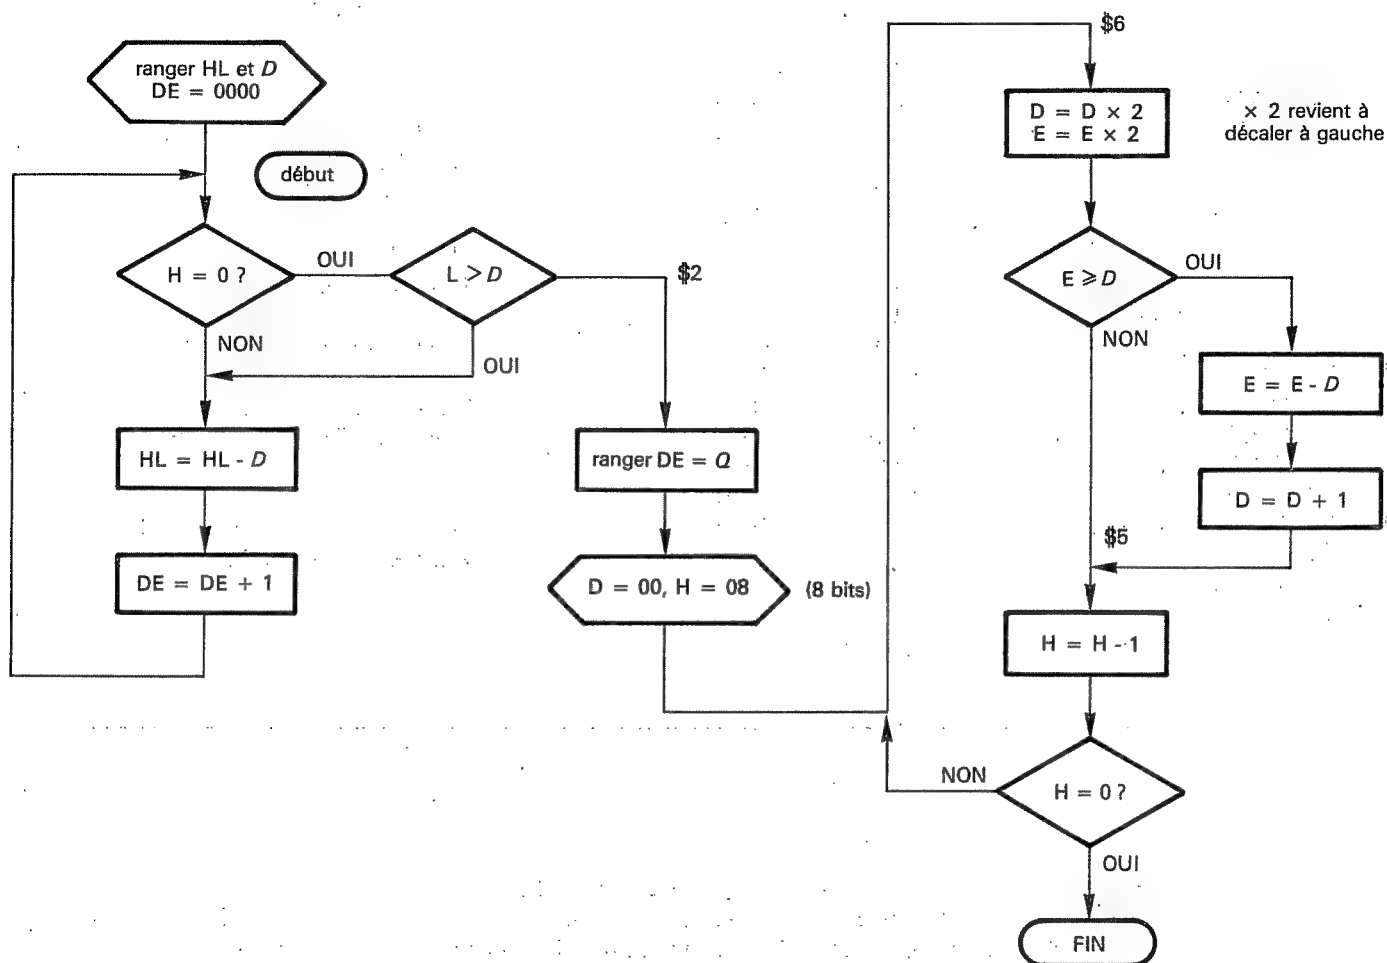 ranger HL et D
DE = 0000
début
H = 0 ?
OUI
L > D
$2
NON
OUI
HL = HL - D
DE = DE + 1
ranger DE = Q
D = 00, H = 08
(8 bits)
$6
D = D × 2
E = E × 2
× 2 revient à
décaler à gauche
E ⩾ D
OUI
NON
E = E - D
D = D + 1
$5
H = H - 1
NON
H = 0 ?
OUI
FIN